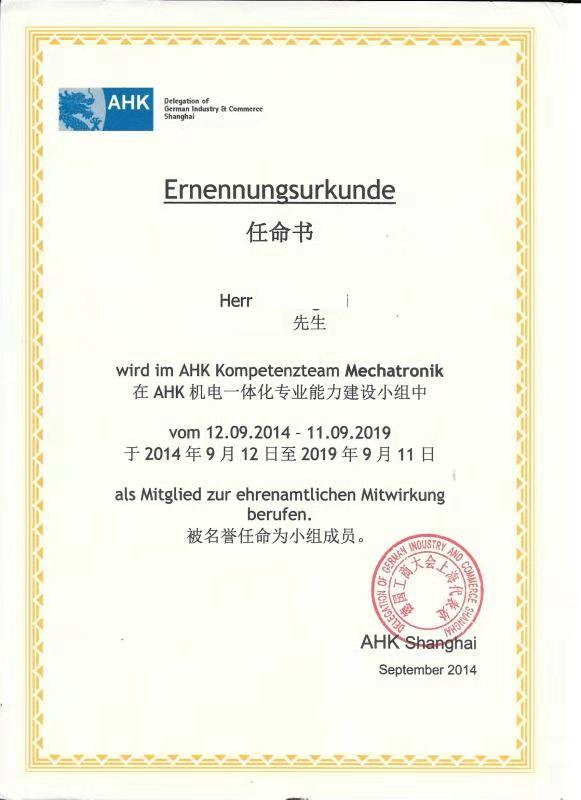 AHK
Delegation of
German Industry & Commerce
Shanghai
Ernennungsurkunde
任命书
Herr
先生
wird im AHK Kompetenzteam Mechatronik
在 AHK 机电一体化专业能力建设小组中
vom 12.09.2014 – 11.09.2019
于 2014 年 9 月 12 日至 2019 年 9 月 11 日
als Mitglied zur ehrenamtlichen Mitwirkung
berufen.
被名誉任命为小组成员。
DELEGATION OF GERMAN INDUSTRY AND COMMERCE SHANGHAI
德国工商大会上海代表处
AHK Shanghai
September 2014